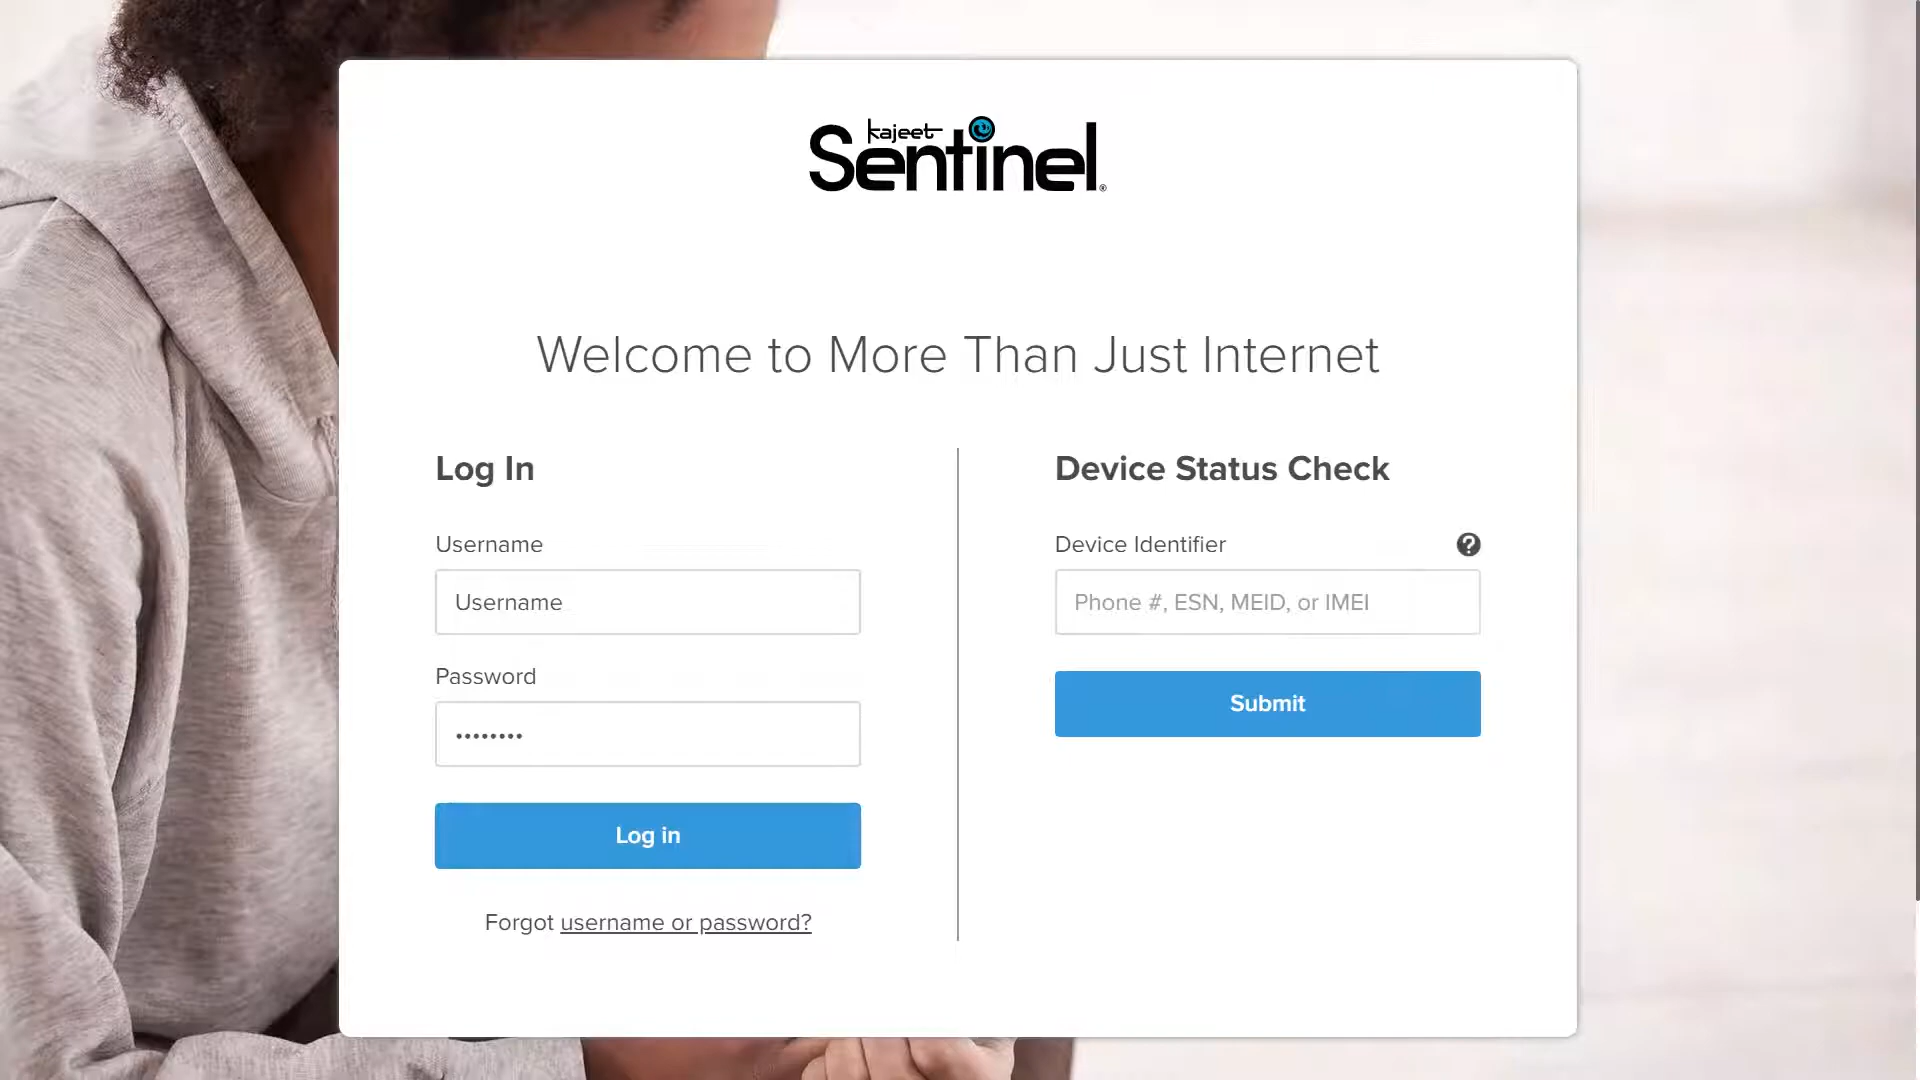 kajeet
Sentinel®
Welcome to More Than Just Internet
Log In
Username
Username
Password
••••••••
Log in
Forgot username or password?
Device Status Check
Device Identifier
?
Phone #, ESN, MEID, or IMEI
Submit